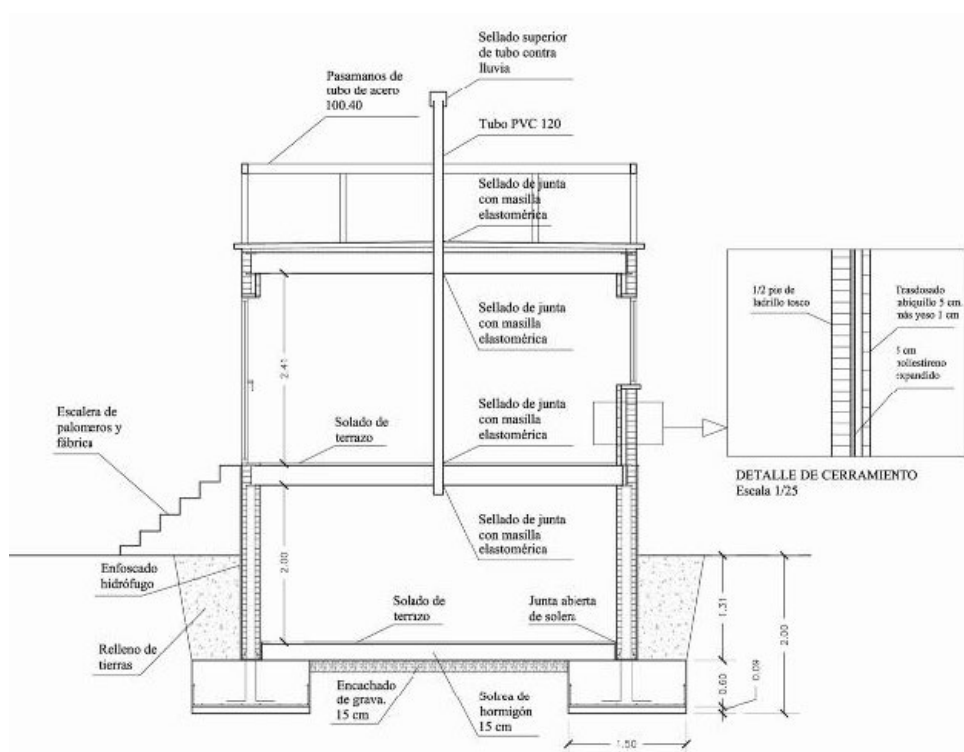 Sellado superior
de tubo contra
lluvia
Pasamanos de
tubo de acero
100.40
Tubo PVC 120
Sellado de junta
con masilla
elastomérica
1/2 pie de
ladrillo tosco
Trasdosado
tabiquillo 5 cm.
más yeso 1 cm
5 cm
poliestireno
expandido
Sellado de junta
con masilla
elastomérica
2.41
Escalera de
palomeros y
fábrica
Solado de
terrazo
Sellado de junta
con masilla
elastomérica
DETALLE DE CERRAMIENTO
Escala 1/25
Sellado de junta
con masilla
elastomérica
2.00
Enfoscado
hidrófugo
Relleno de
tierras
Solado de
terrazo
Junta abierta
de solera
1.31
2.00
0.60
0.09
Encachado
de grava.
15 cm
Solrea de
hormigón
15 cm
1.50